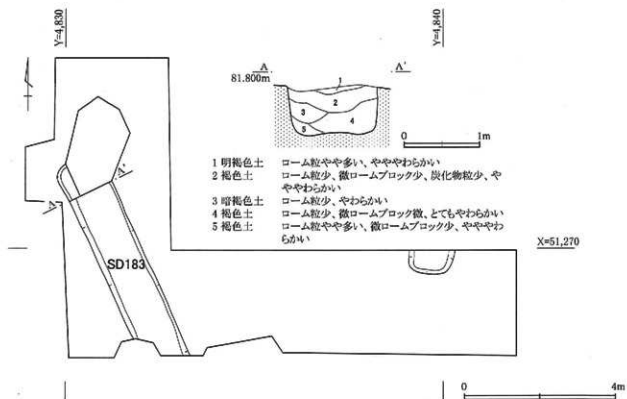 Y=4,830
Y=4,840
A
A'
81.800m
1
2
3
4
5
0
1m
1 明褐色土 ローム粒やや多い、やややわらかい
2 褐色土 ローム粒少、微ロームブロック少、炭化物粒少、や
ややわらかい
3 暗褐色土 ローム粒少、やわらかい
4 褐色土 ローム粒少、微ロームブロック微、とてもやわらかい
5 褐色土 ローム粒やや多い、微ロームブロック少、やややわ
らかい
A'
A
SD183
X=51,270
0
4m